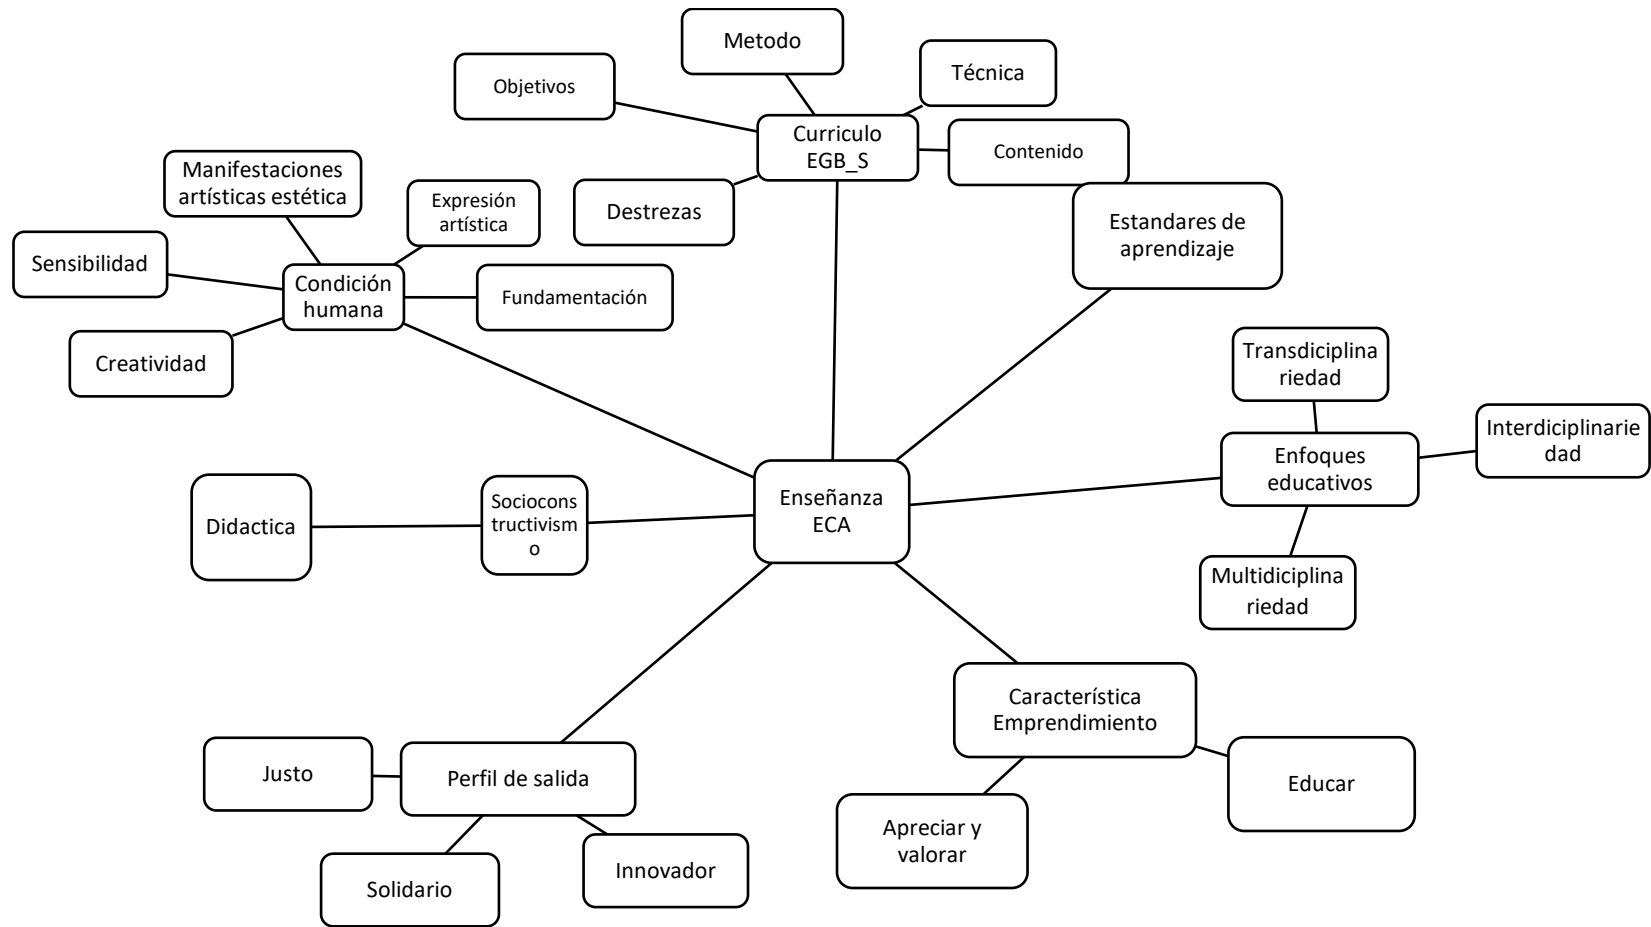 Metodo
Técnica
Objetivos
Curriculo
EGB_S
Contenido
Destrezas
Manifestaciones
artísticas estética
Expresión
artística
Sensibilidad
Condición
humana
Fundamentación
Creatividad
Estandares de
aprendizaje
Transdiciplina
riedad
Interdiciplinarie
dad
Enfoques
educativos
Multidiciplina
riedad
Enseñanza
ECA
Didactica
Sociocons
tructivism
o
Característica
Emprendimiento
Educar
Apreciar y
valorar
Justo
Perfil de salida
Solidario
Innovador